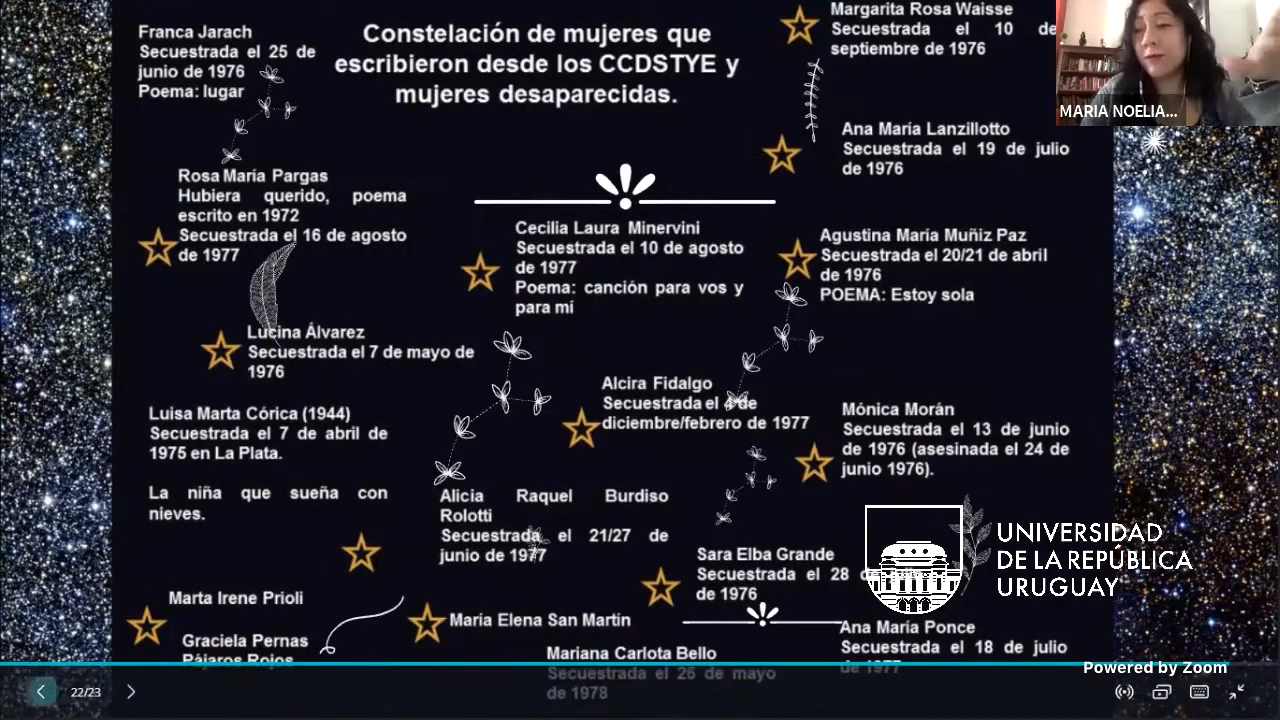 Constelación de mujeres que
escribieron desde los CCDSTYE y
mujeres desaparecidas.
Franca Jarach
Secuestrada el 25 de
junio de 1976
Poema: lugar
Margarita Rosa Waisse
Secuestrada el 10 de
septiembre de 1976
MARIA NOELIA...
Ana María Lanzillotto
Secuestrada el 19 de julio
de 1976
Rosa María Pargas
Hubiera querido, poema
escrito en 1972
Secuestrada el 16 de agosto
de 1977
Cecilia Laura Minervini
Secuestrada el 10 de agosto
de 1977
Poema: canción para vos y
para mí
Agustina María Muñiz Paz
Secuestrada el 20/21 de abril
de 1976
POEMA: Estoy sola
Lucina Álvarez
Secuestrada el 7 de mayo de
1976
Alcira Fidalgo
Secuestrada el 4 de
diciembre/febrero de 1977
Luisa Marta Córica (1944)
Secuestrada el 7 de abril de
1975 en La Plata.
La niña que sueña con
nieves.
Mónica Morán
Secuestrada el 13 de junio
de 1976 (asesinada el 24 de
junio 1976).
Alicia Raquel Burdiso
Rolotti
Secuestrada el 21/27 de
junio de 1977
Sara Elba Grande
Secuestrada el 28 de
de 1976
UNIVERSIDAD
DE LA REPÚBLICA
URUGUAY
Marta Irene Prioli
Graciela Pernas
Pájaros Rojos
María Elena San Martin
Mariana Carlota Bello
Secuestrada el 26 de mayo
de 1978
Ana María Ponce
Secuestrada el 18 de julio
de 1977
Powered by Zoom
22/23